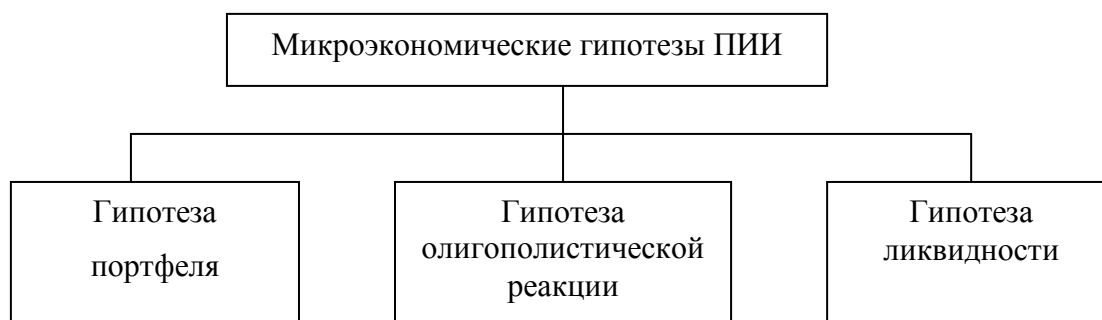 Микроэкономические гипотезы ПИИ
Гипотеза
портфеля
Гипотеза
олигополистической
реакции
Гипотеза
ликвидности